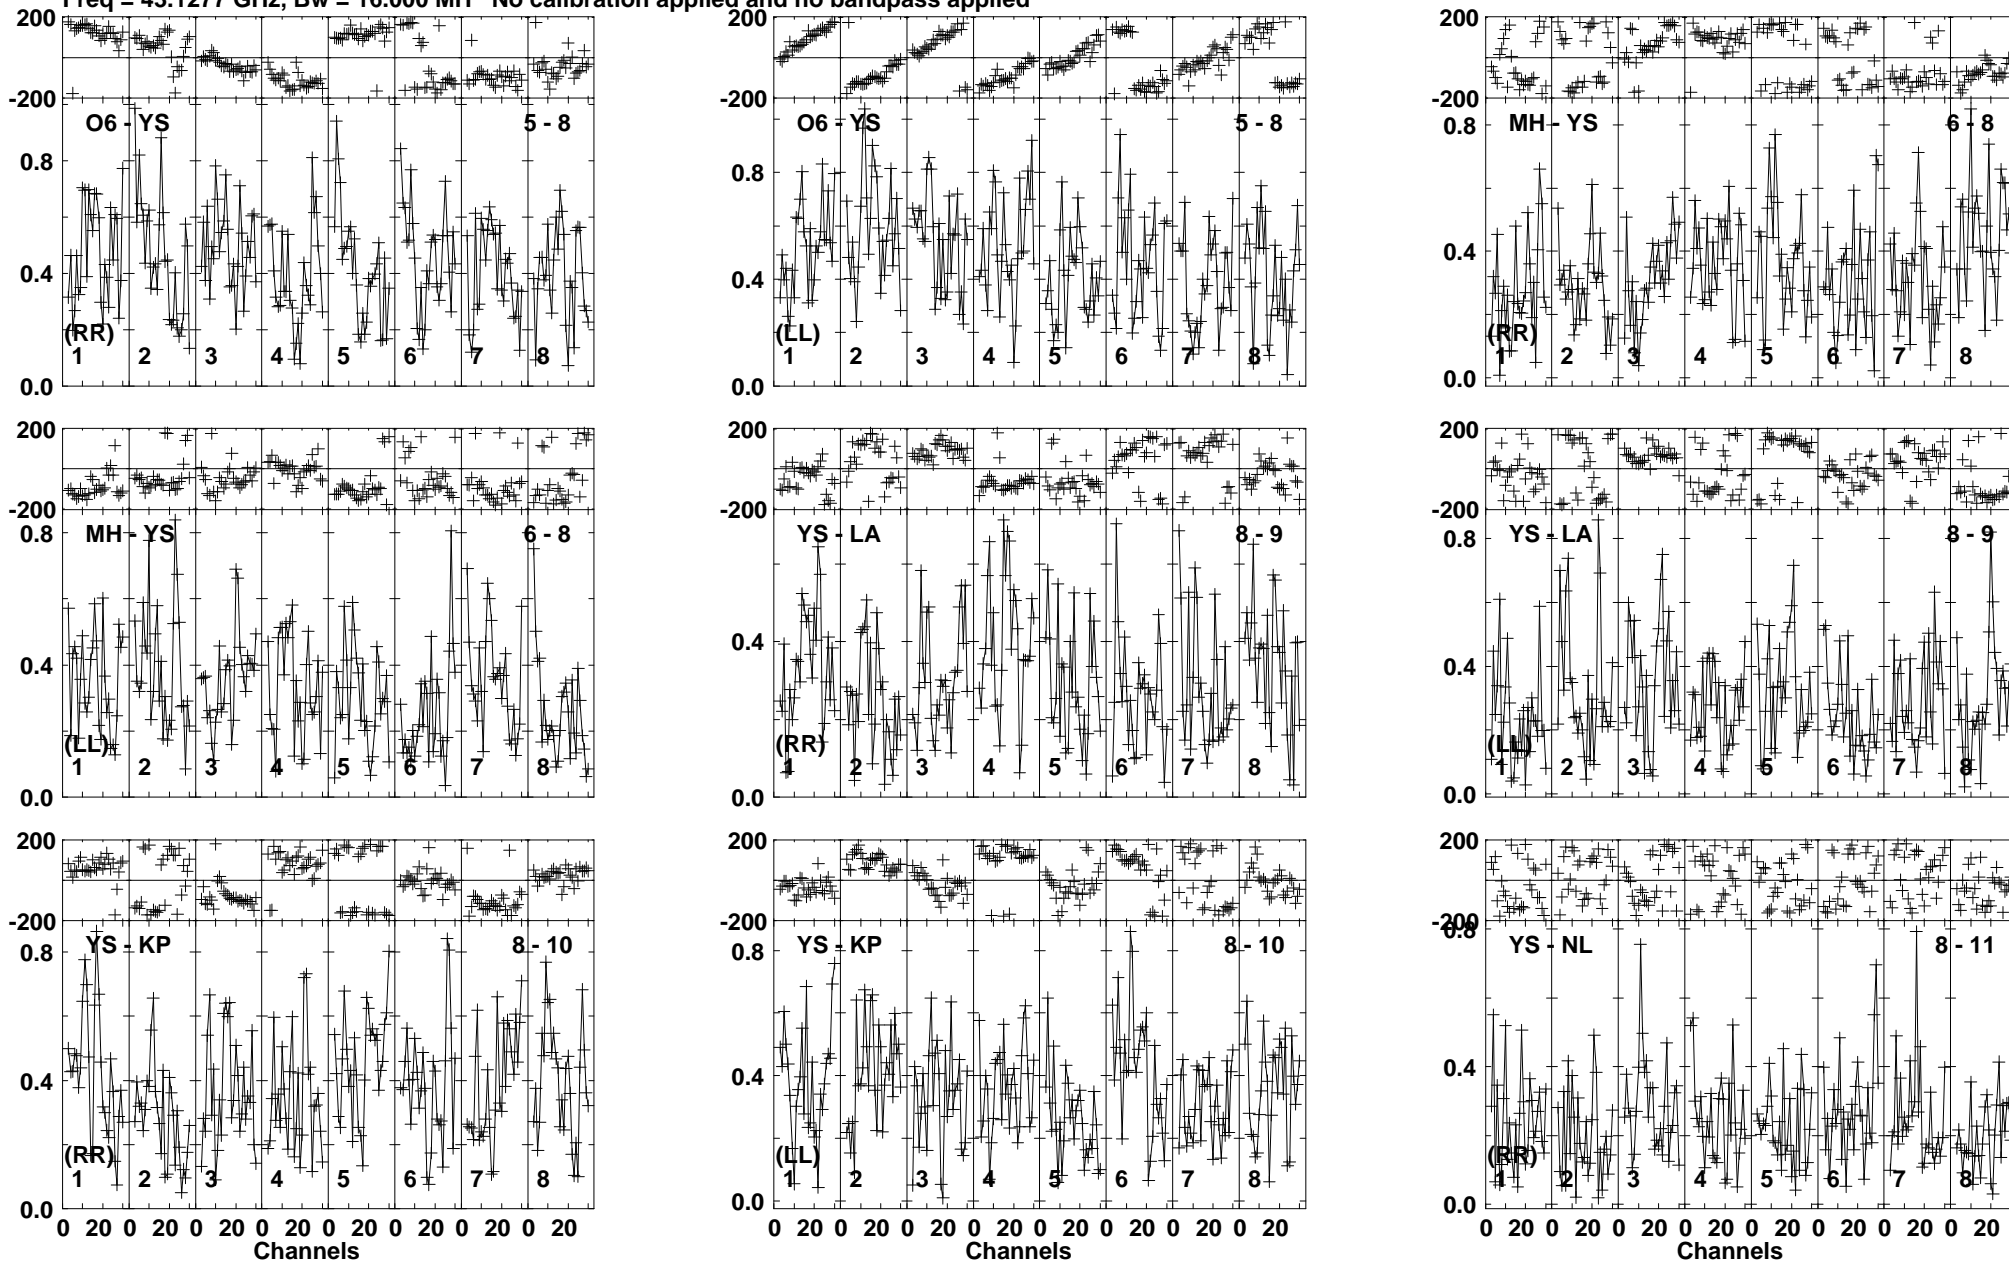 Freq = 43.1277 GHz, Bw = 16.000 MH No calibration applied and no bandpass applied
200 200 200
-200 -200 -200
O6 - YS 5 - 8 O6 - YS 5 - 8 MH - YS 6 - 8
0.8 0.8 0.8
0.4 0.4 0.4
(RR) (LL) (RR)
1 2 3 4 5 6 7 8 1 2 3 4 5 6 7 8 1 2 3 4 5 6 7 8
0.0 0.0 0.0
200 200 200
-200 -200 -200
MH - YS 6 - 8 YS - LA 8 - 9 YS - LA 8 - 9
0.8 0.8
0.4 0.4 0.4
(LL) (RR) (LL)
1 2 3 4 5 6 7 8 1 2 3 4 5 6 7 8 1 2 3 4 5 6 7 8
0.0 0.0 0.0
200 200 200
-200 -200 -200
YS - KP 8 - 10 YS - KP 8 - 10 YS - NL 8 - 11
0.8 0.8 0.8
0.4 0.4 0.4
(RR) (LL) (RR)
1 2 3 4 5 6 7 8 1 2 3 4 5 6 7 8 1 2 3 4 5 6 7 8
0.0 0.0 0.0
0 20 0 20 0 20 0 20 0 20 0 20 0 20 0 20 0 20 0 20 0 20 0 20 0 20 0 20 0 20 0 20 0 20 0 20 0 20 0 20 0 20 0 20 0 20 0 20
Channels Channels Channels